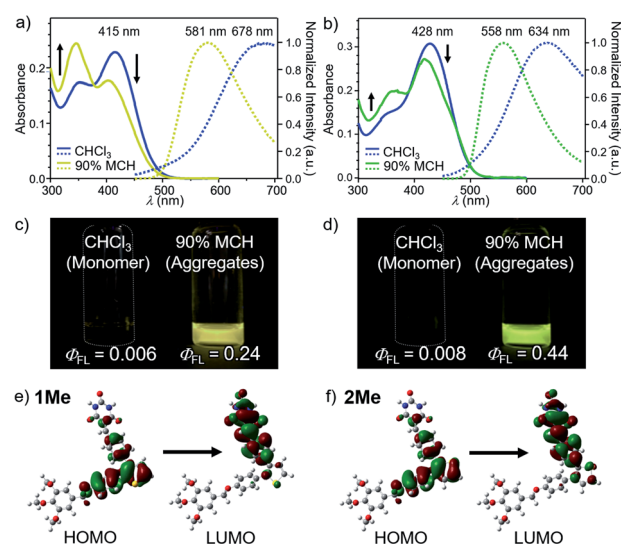 a)
415 nm
581 nm
678 nm
Absorbance
0.2
0.1
0.0
CHCl₃
90% MCH
300 400 500 600 700
λ (nm)
1.0
0.8
0.6
0.4
0.2
0.0
Normalized Intensity (a.u.)
b)
428 nm
558 nm
634 nm
Absorbance
0.3
0.2
0.1
0.0
CHCl₃
90% MCH
300 400 500 600 700
λ (nm)
1.0
0.8
0.6
0.4
0.2
0.0
Normalized Intensity (a.u.)
c)
CHCl₃
(Monomer)
Φ_FL = 0.006
90% MCH
(Aggregates)
Φ_FL = 0.24
d)
CHCl₃
(Monomer)
Φ_FL = 0.008
90% MCH
(Aggregates)
Φ_FL = 0.44
e) 1Me
HOMO
LUMO
f) 2Me
HOMO
LUMO